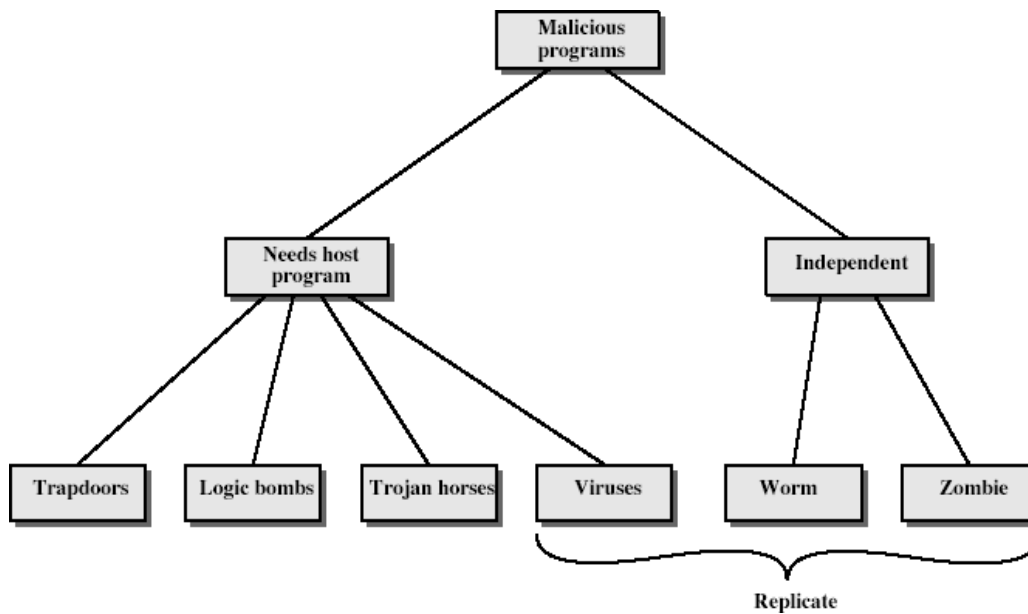 Malicious
programs
Needs host
program
Independent
Trapdoors
Logic bombs
Trojan horses
Viruses
Worm
Zombie
Replicate